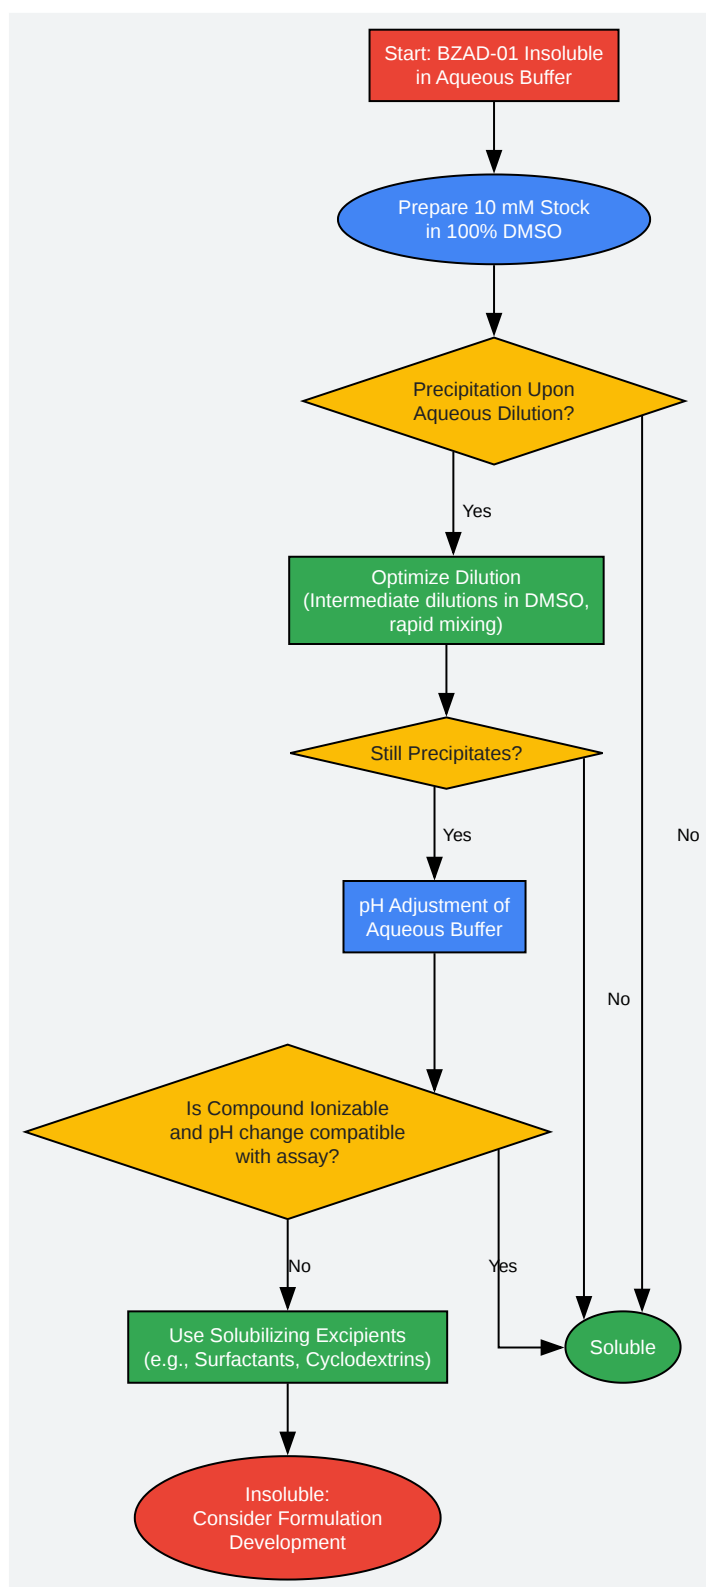 Start: BZAD-01 Insoluble
in Aqueous Buffer
Prepare 10 mM Stock
in 100% DMSO
Precipitation Upon
Aqueous Dilution?
Yes
Optimize Dilution
(Intermediate dilutions in DMSO,
rapid mixing)
Still Precipitates?
Yes
No
pH Adjustment of
Aqueous Buffer
No
Is Compound Ionizable
and pH change compatible
with assay?
No
Yes
Use Solubilizing Excipients
(e.g., Surfactants, Cyclodextrins)
Soluble
Insoluble:
Consider Formulation
Development